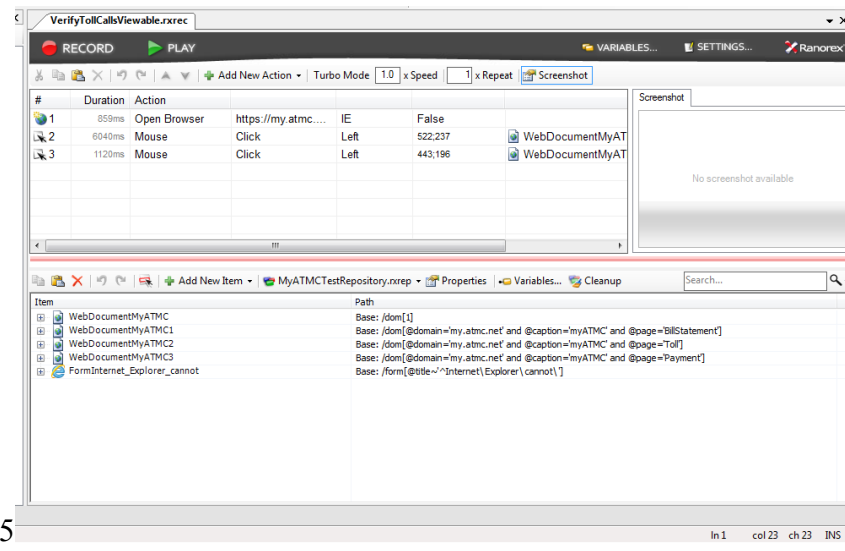 VerifyTollCallsViewable.rxrec
RECORD PLAY VARIABLES... SETTINGS... Ranorex
Add New Action Turbo Mode 1.0 x Speed 1 x Repeat Screenshot
# Duration Action Screenshot
1 859ms Open Browser https://my.atmc.... IE False
2 6040ms Mouse Click Left 522;237 WebDocumentMyAT
3 1120ms Mouse Click Left 443;196 WebDocumentMyAT
No screenshot available
Add New Item MyATMCTestRepository.rxrep Properties Variables... Cleanup Search...
Item Path
WebDocumentMyATMC Base: /dom[1]
WebDocumentMyATMC1 Base: /dom[@domain='my.atmc.net' and @caption='myATMC' and @page='BillStatement']
WebDocumentMyATMC2 Base: /dom[@domain='my.atmc.net' and @caption='myATMC' and @page='Toll']
WebDocumentMyATMC3 Base: /dom[@domain='my.atmc.net' and @caption='myATMC' and @page='Payment']
FormInternet_Explorer_cannot Base: /form[@title~'^Internet\ Explorer\ cannot\ ']
5
ln 1 col 23 ch 23 INS